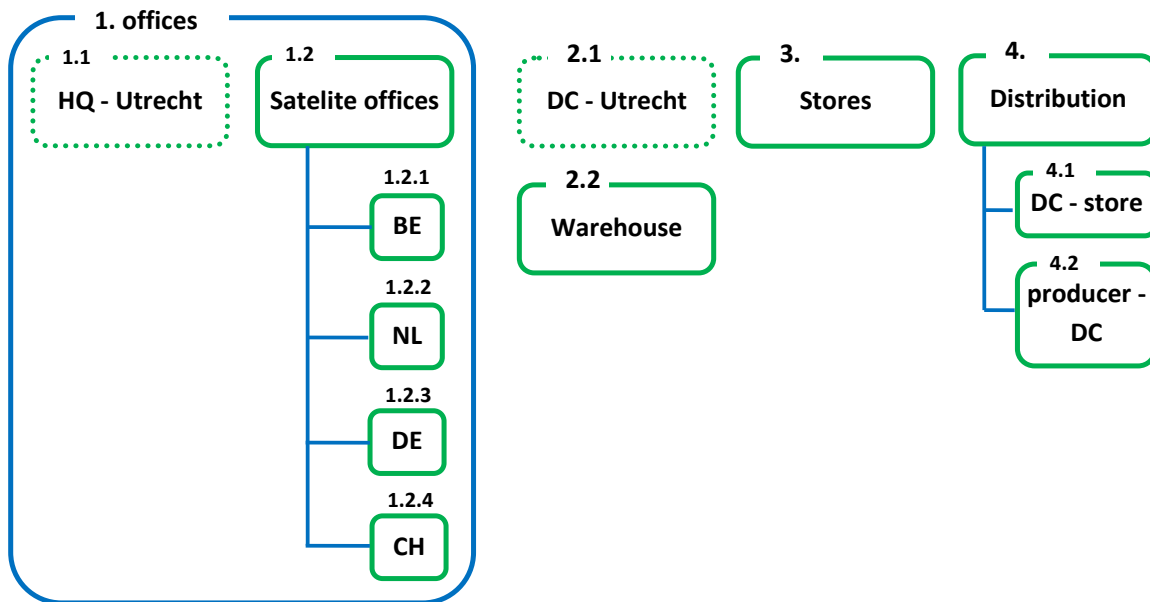 1. offices
1.1
HQ - Utrecht
1.2
Satelite offices
1.2.1
BE
1.2.2
NL
1.2.3
DE
1.2.4
CH
2.1
DC - Utrecht
2.2
Warehouse
3.
Stores
4.
Distribution
4.1
DC - store
4.2
producer -
DC